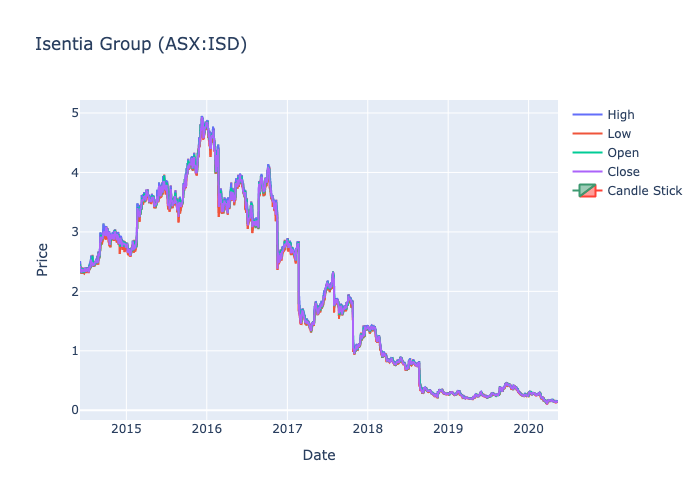 Isentia Group (ASX:ISD)
High
Low
Open
Close
Candle Stick
Price
5
4
3
2
1
0
2015 2016 2017 2018 2019 2020
Date